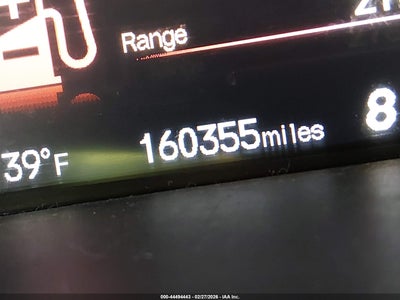 Range
39°F
160355miles
8
000-44494443 - 02/27/2026 - IAA Inc.